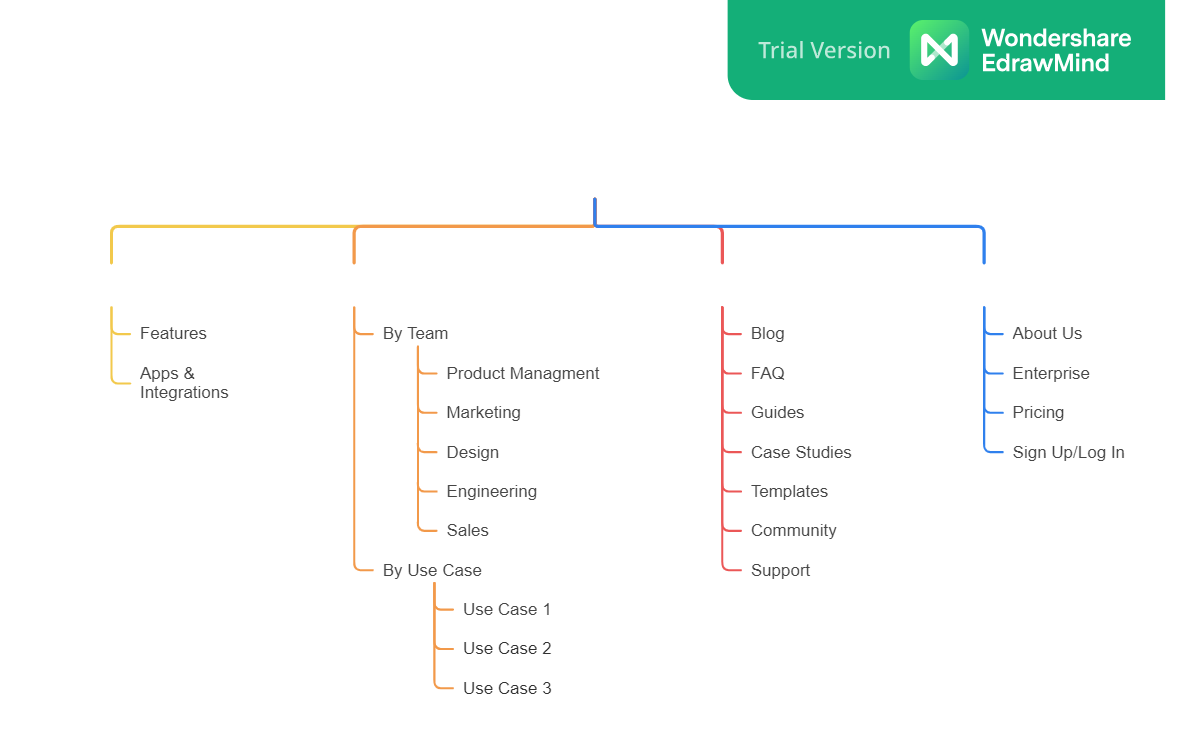 Trial Version
Wondershare
EdrawMind
Features
Apps &
Integrations
By Team
Product Managment
Marketing
Design
Engineering
Sales
By Use Case
Use Case 1
Use Case 2
Use Case 3
Blog
FAQ
Guides
Case Studies
Templates
Community
Support
About Us
Enterprise
Pricing
Sign Up/Log In